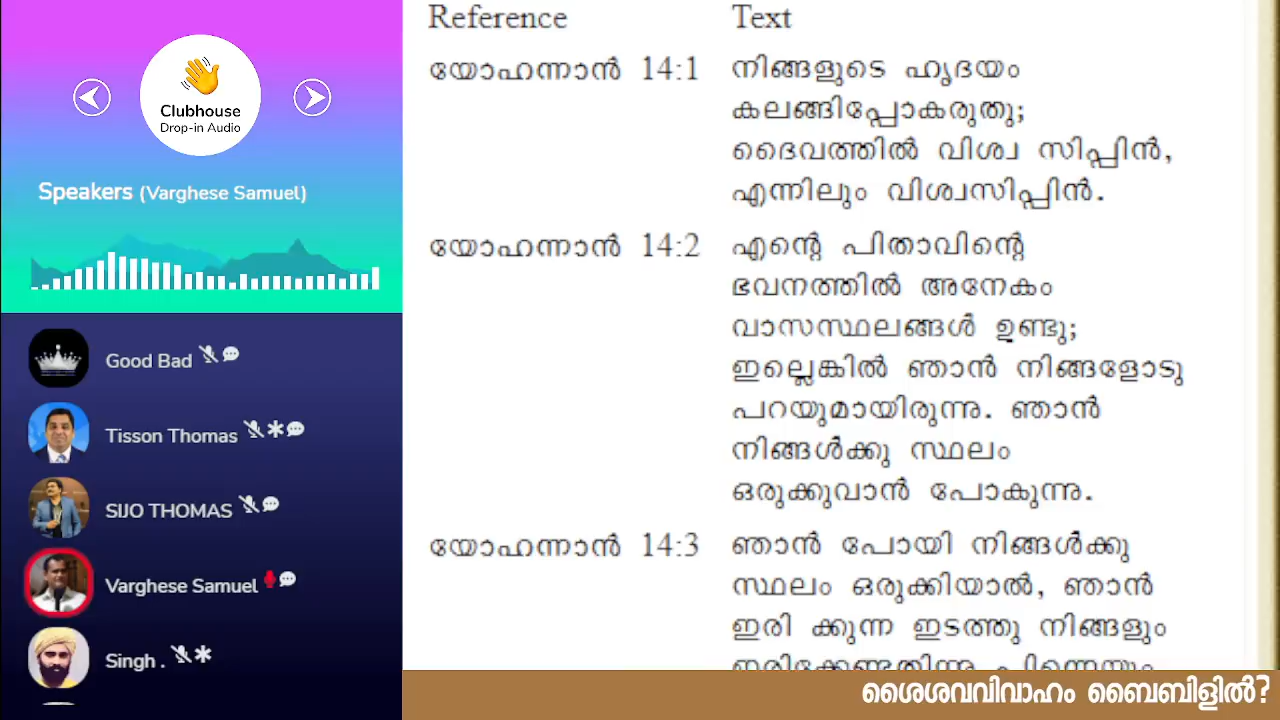 Clubhouse
Drop-in Audio
Speakers (Varghese Samuel)
Good Bad
Tisson Thomas
SIJO THOMAS
Varghese Samuel
Singh .
Reference Text
യോഹന്നാൻ 14:1 നിങ്ങളുടെ ഹൃദയം
കലങ്ങിപ്പോകരുതു;
ദൈവത്തിൽ വിശ്വ സിപ്പിൻ,
എന്നിലും വിശ്വസിപ്പിൻ.
യോഹന്നാൻ 14:2 എന്റെ പിതാവിന്റെ
ഭവനത്തിൽ അനേകം
വാസസ്ഥലങ്ങൾ ഉണ്ടു;
ഇല്ലെങ്കിൽ ഞാൻ നിങ്ങളോടു
പറയുമായിരുന്നു. ഞാൻ
നിങ്ങൾക്കു സ്ഥലം
ഒരുക്കുവാൻ പോകുന്നു.
യോഹന്നാൻ 14:3 ഞാൻ പോയി നിങ്ങൾക്കു
സ്ഥലം ഒരുക്കിയാൽ, ഞാൻ
ഇരി ക്കുന്ന ഇടത്തു നിങ്ങളും
ഇരിക്കേണ്ടതിന്നു പിന്നെയും
ശൈശവവിവാഹം ബൈബിളിൽ?